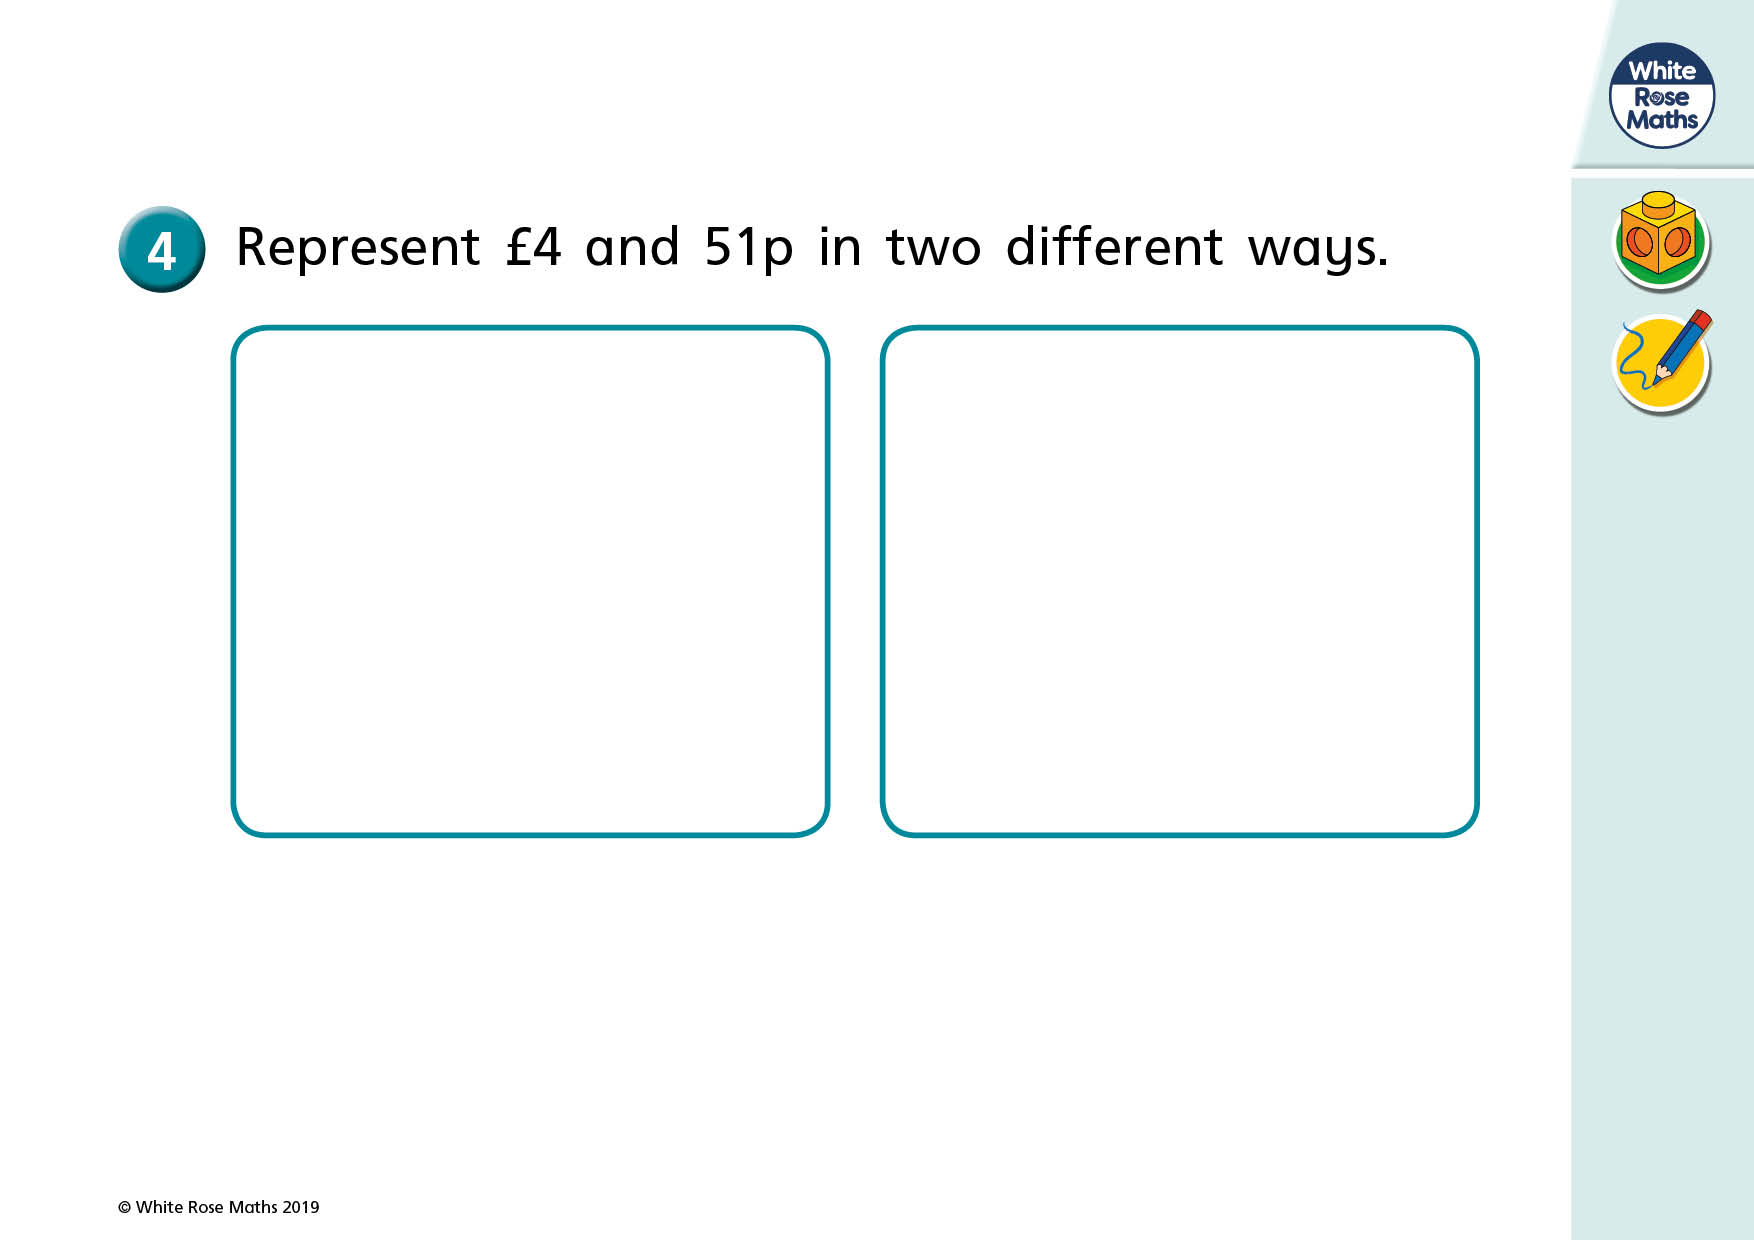 White
Rose
Maths
4 Represent £4 and 51p in two different ways.
© White Rose Maths 2019